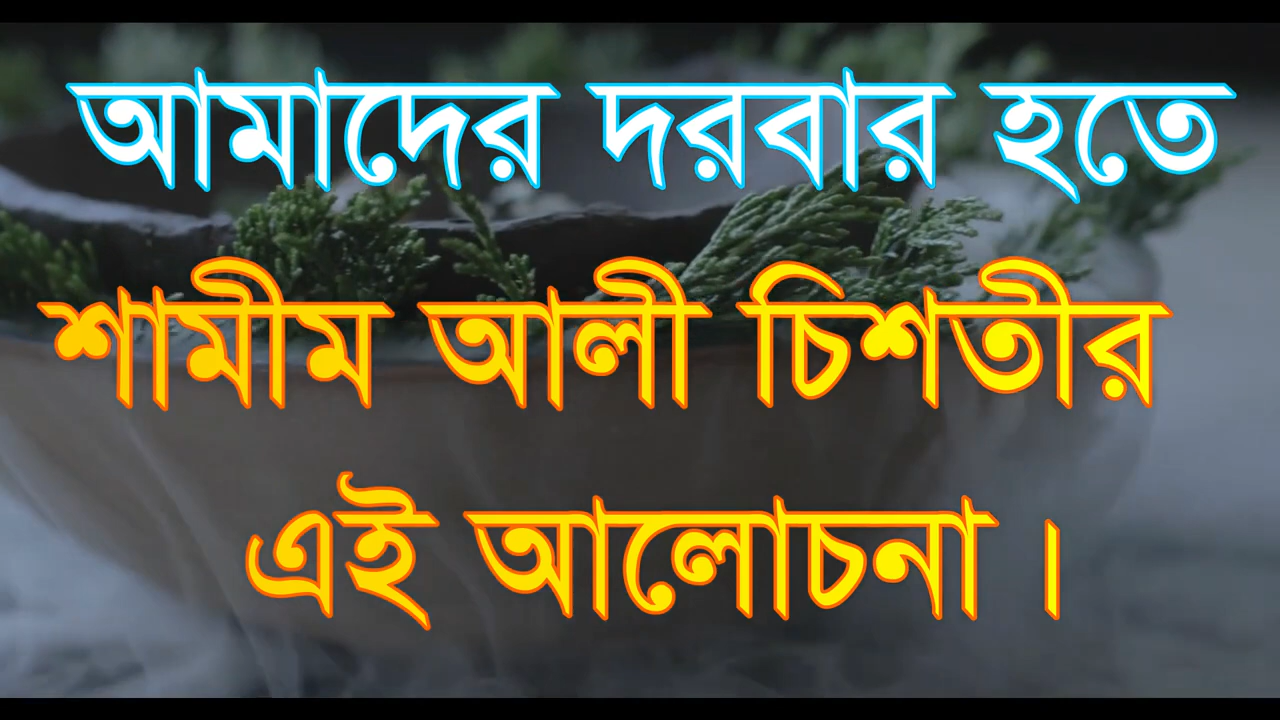 আমাদের দরবার হতে
শামীম আলী চিশতীর
এই আলোচনা ।